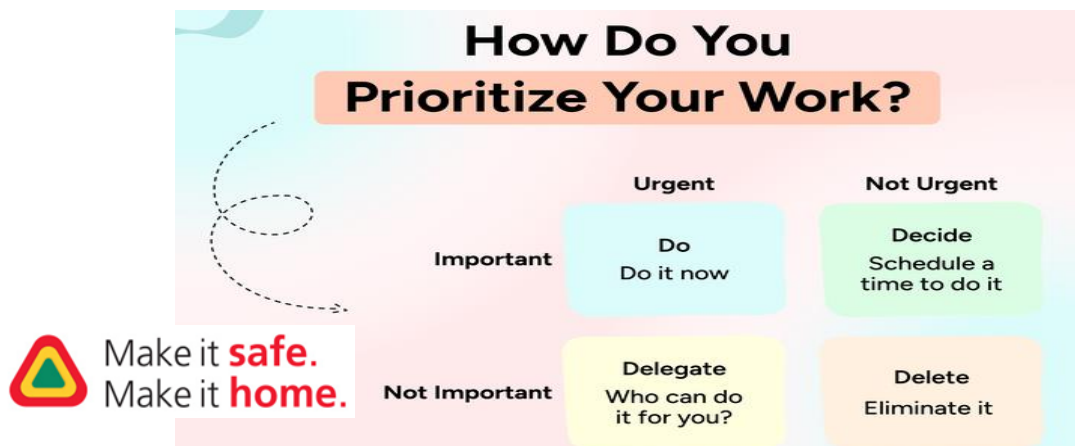 How Do You
Prioritize Your Work?
Urgent
Not Urgent
Important
Do
Do it now
Decide
Schedule a
time to do it
Make it safe.
Make it home.
Not Important
Delegate
Who can do
it for you?
Delete
Eliminate it